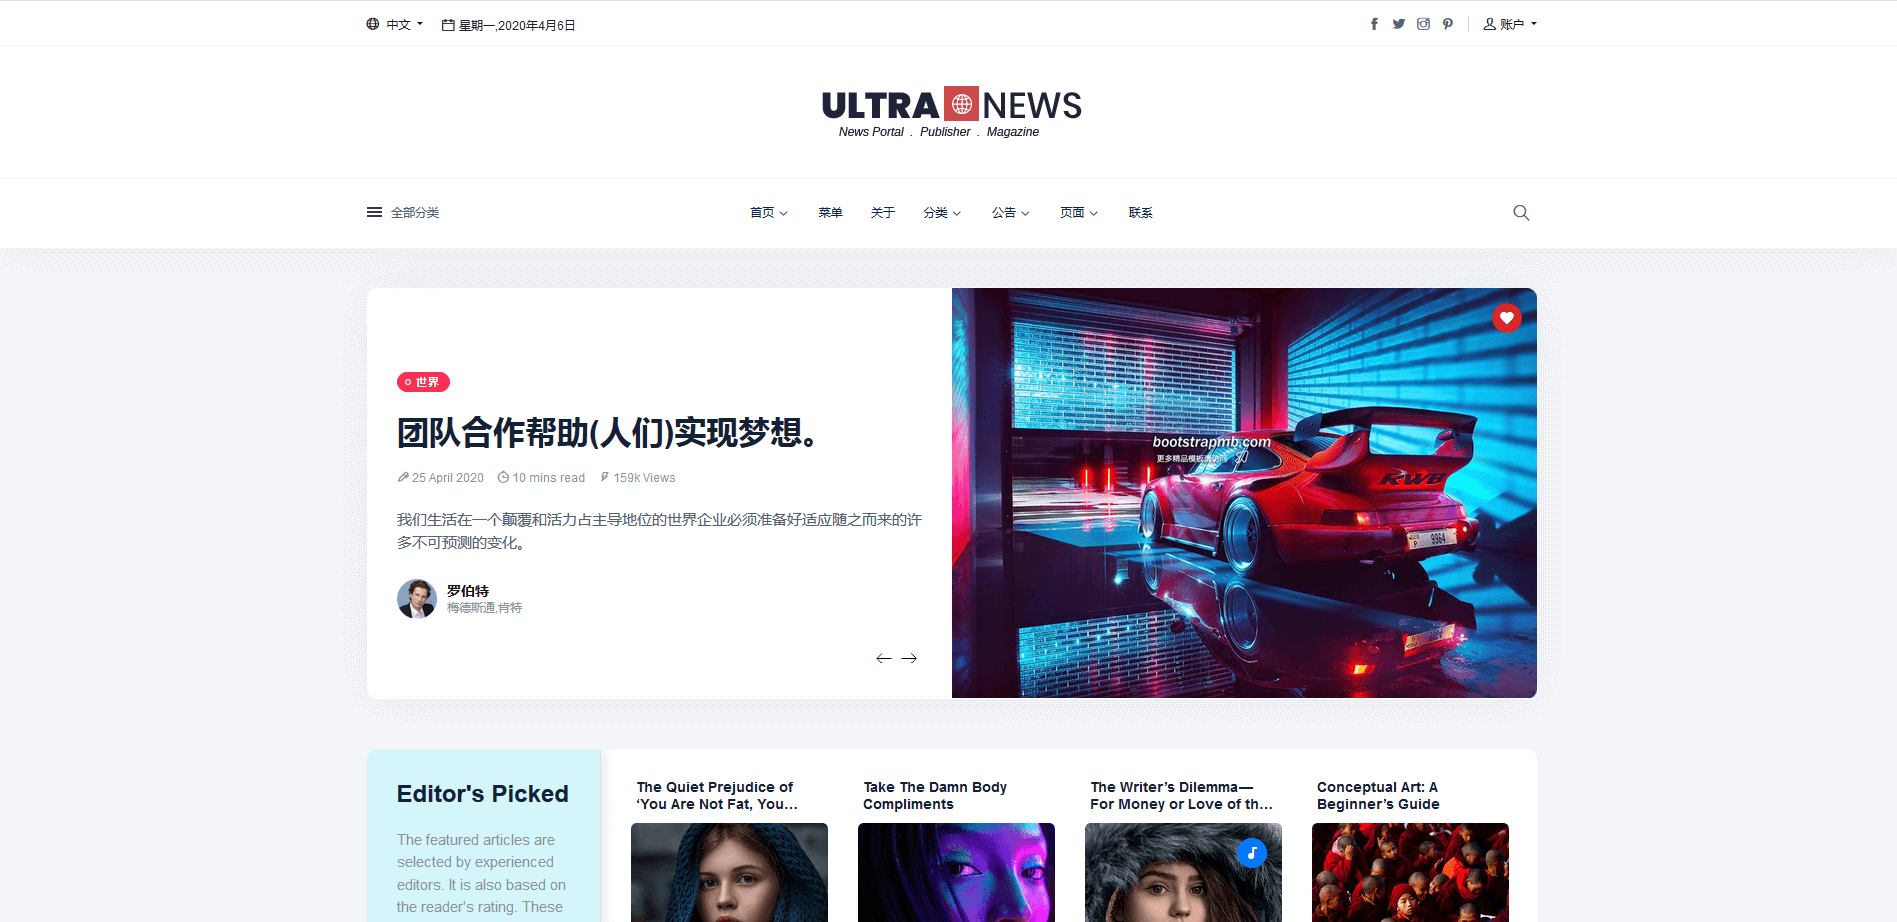 中文
星期一,2020年4月6日
账户
ULTRA NEWS
News Portal . Publisher . Magazine
全部分类
首页
菜单
关于
分类
公告
页面
联系
世界
团队合作帮助(人们)实现梦想。
25 April 2020 10 mins read 159k Views
我们生活在一个颠覆和活力占主导地位的世界企业必须准备好适应随之而来的许
多不可预测的变化。
罗伯特
梅德斯通,肯特
bootstrapmb.com
更多精品模板请访问
RWB
9964
Editor's Picked
The featured articles are
selected by experienced
editors. It is also based on
the reader's rating. These
The Quiet Prejudice of
‘You Are Not Fat, You...
Take The Damn Body
Compliments
The Writer’s Dilemma—
For Money or Love of th...
Conceptual Art: A
Beginner’s Guide